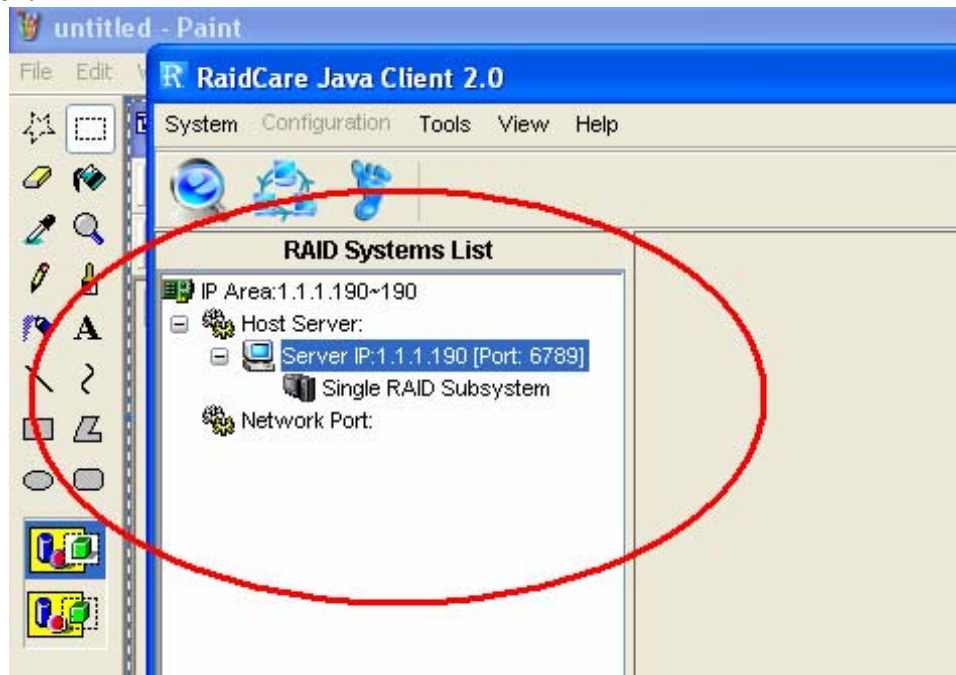 untitled - Paint
File Edit
RaidCare Java Client 2.0
System Configuration Tools View Help
RAID Systems List
IP Area:1.1.1.190~190
Host Server:
Server IP:1.1.1.190 [Port: 6789]
Single RAID Subsystem
Network Port: